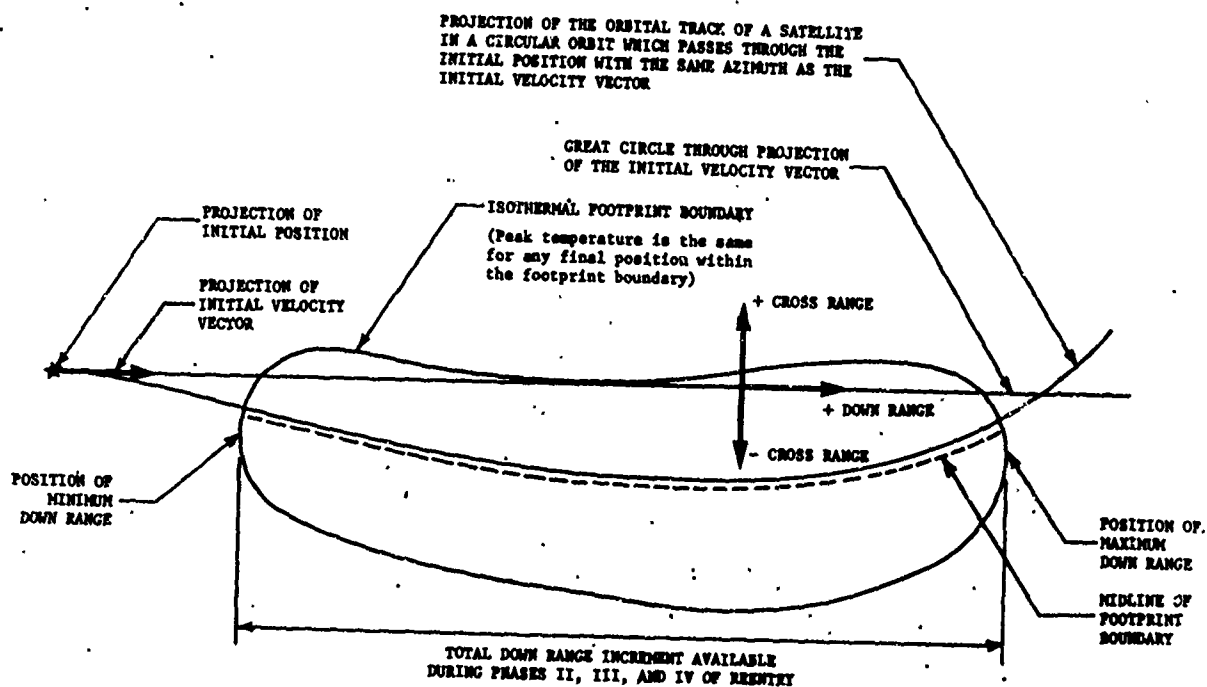 PROJECTION OF THE ORBITAL TRACK OF A SATELLITE
IN A CIRCULAR ORBIT WHICH PASSES THROUGH THE
INITIAL POSITION WITH THE SAME AZIMUTH AS THE
INITIAL VELOCITY VECTOR
GREAT CIRCLE THROUGH PROJECTION
OF THE INITIAL VELOCITY VECTOR
PROJECTION OF
INITIAL POSITION
ISOTHERMAL FOOTPRINT BOUNDARY
(Peak temperature is the same
for any final position within
the footprint boundary)
PROJECTION OF
INITIAL VELOCITY
VECTOR
+ CROSS RANGE
+ DOWN RANGE
- CROSS RANGE
POSITION OF
MINIMUM
DOWN RANGE
POSITION OF
MAXIMUM
DOWN RANGE
MIDLINE OF
FOOTPRINT
BOUNDARY
TOTAL DOWN RANGE INCREMENT AVAILABLE
DURING PHASES II, III, AND IV OF REENTRY